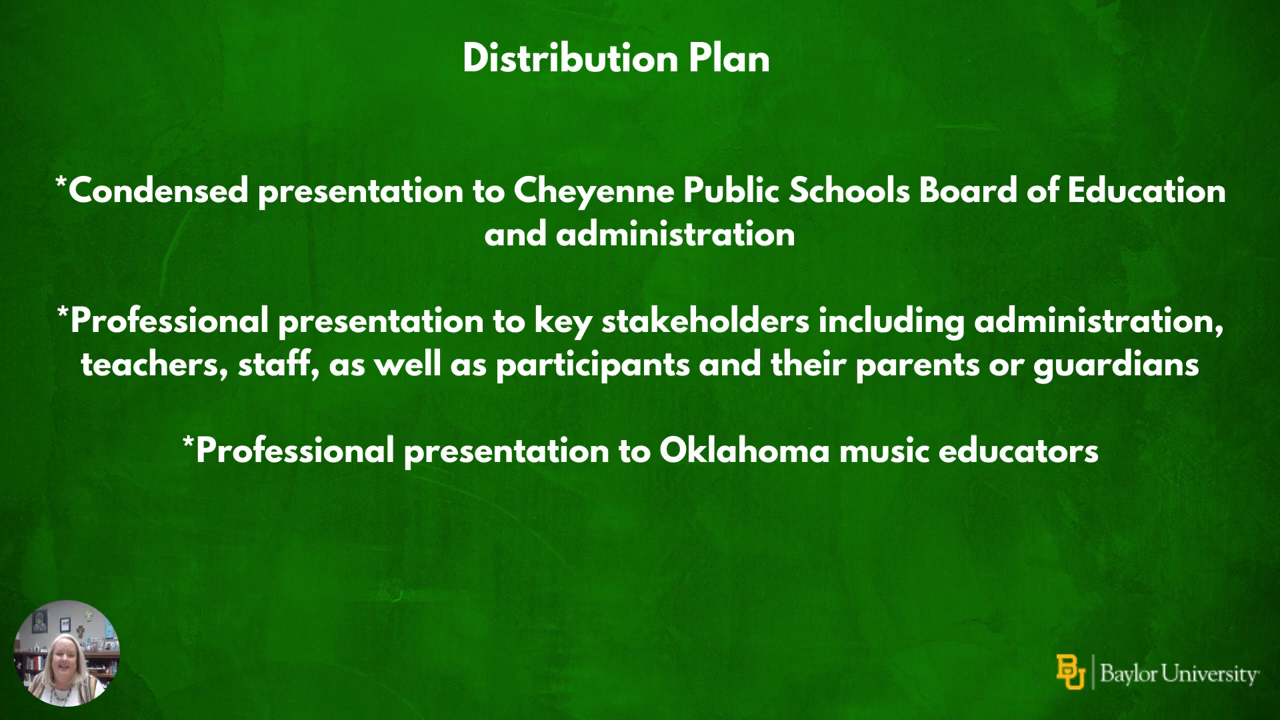 Distribution Plan
*Condensed presentation to Cheyenne Public Schools Board of Education
and administration
*Professional presentation to key stakeholders including administration,
teachers, staff, as well as participants and their parents or guardians
*Professional presentation to Oklahoma music educators
BU Baylor University